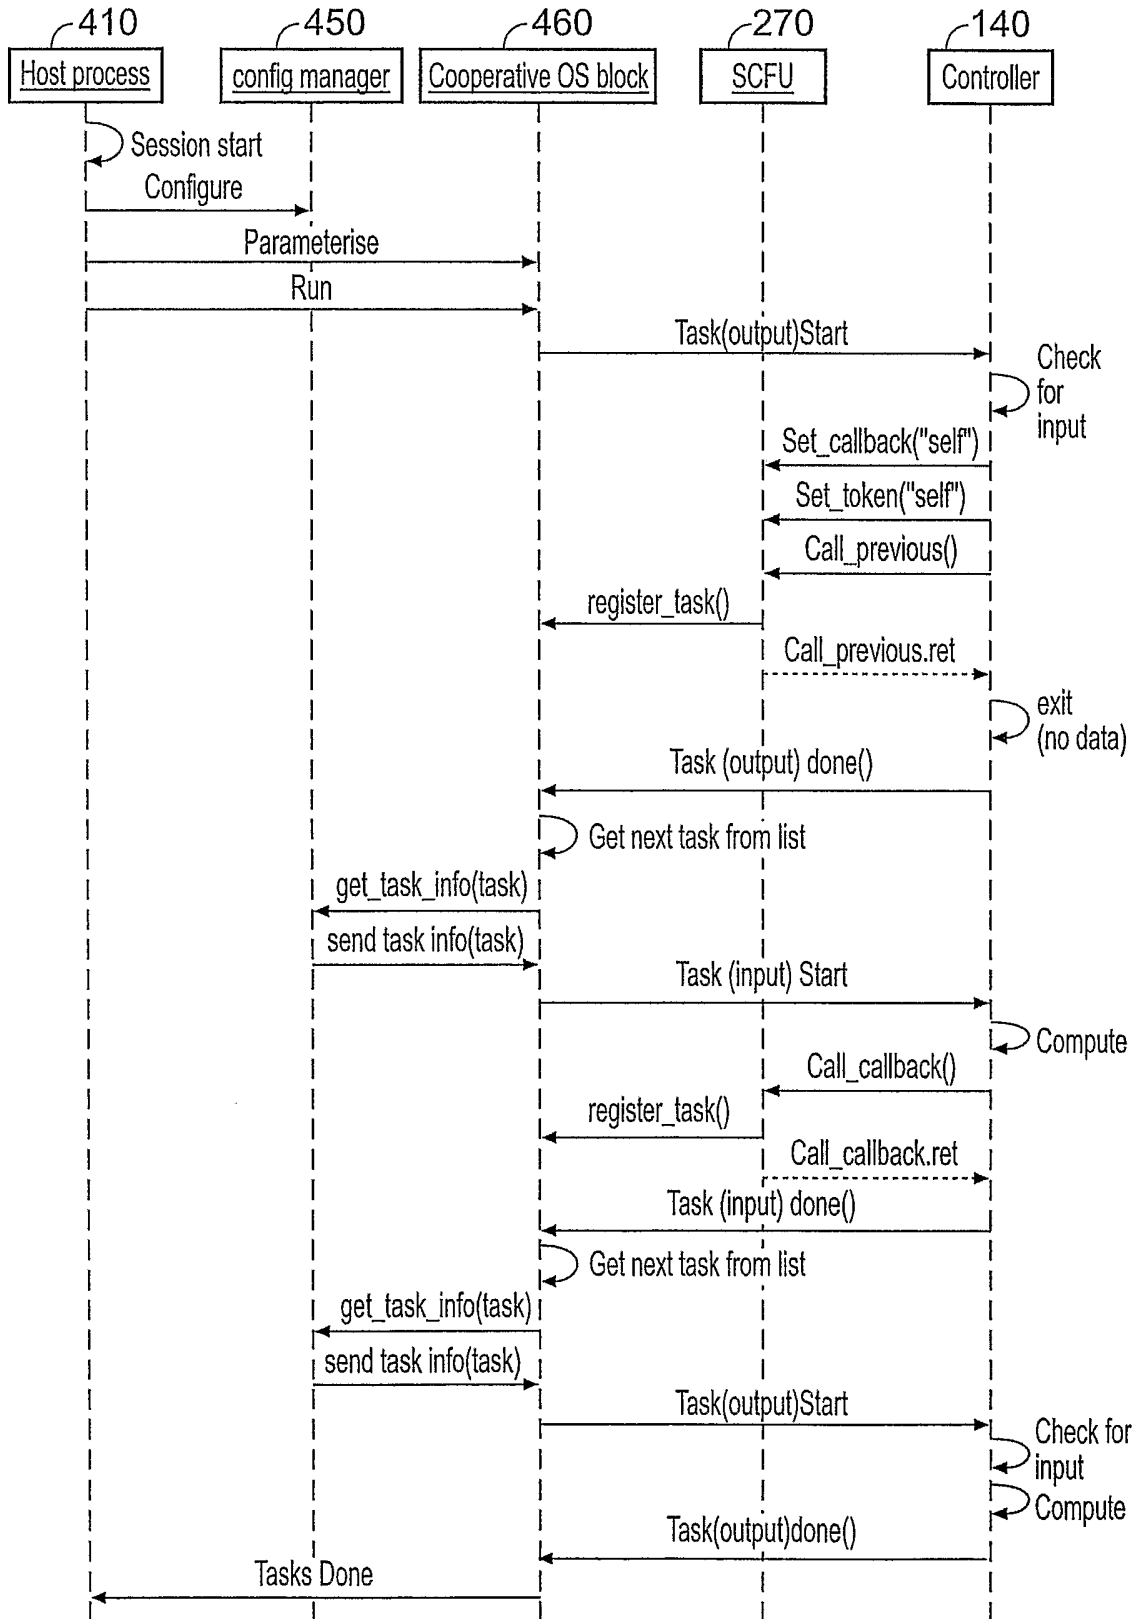 410 450 460 270 140
Host process config manager Cooperative OS block SCFU Controller
Session start
Configure
Parameterise
Run
Task(output)Start
Check
for
input
Set_callback("self")
Set_token("self")
Call_previous()
register_task()
Call_previous.ret
exit
(no data)
Task (output) done()
Get next task from list
get_task_info(task)
send task info(task)
Task (input) Start
Compute
Call_callback()
register_task()
Call_callback.ret
Task (input) done()
Get next task from list
get_task_info(task)
send task info(task)
Task(output)Start
Check for
input
Compute
Task(output)done()
Tasks Done